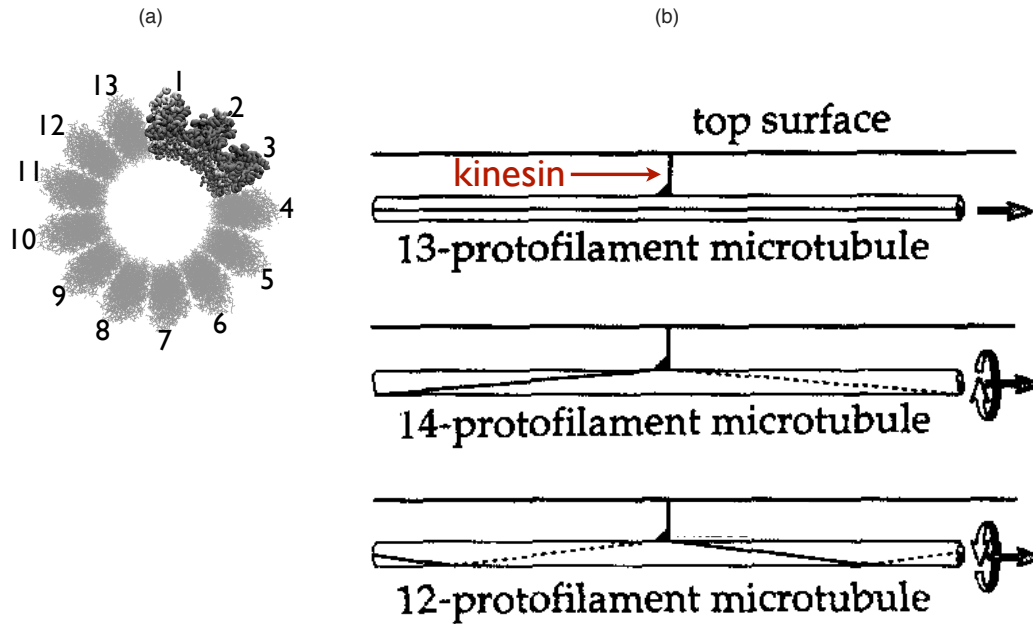 (a)
(b)
1
2
3
4
5
6
7
8
9
10
11
12
13
top surface
kinesin
13-protofilament microtubule
14-protofilament microtubule
12-protofilament microtubule